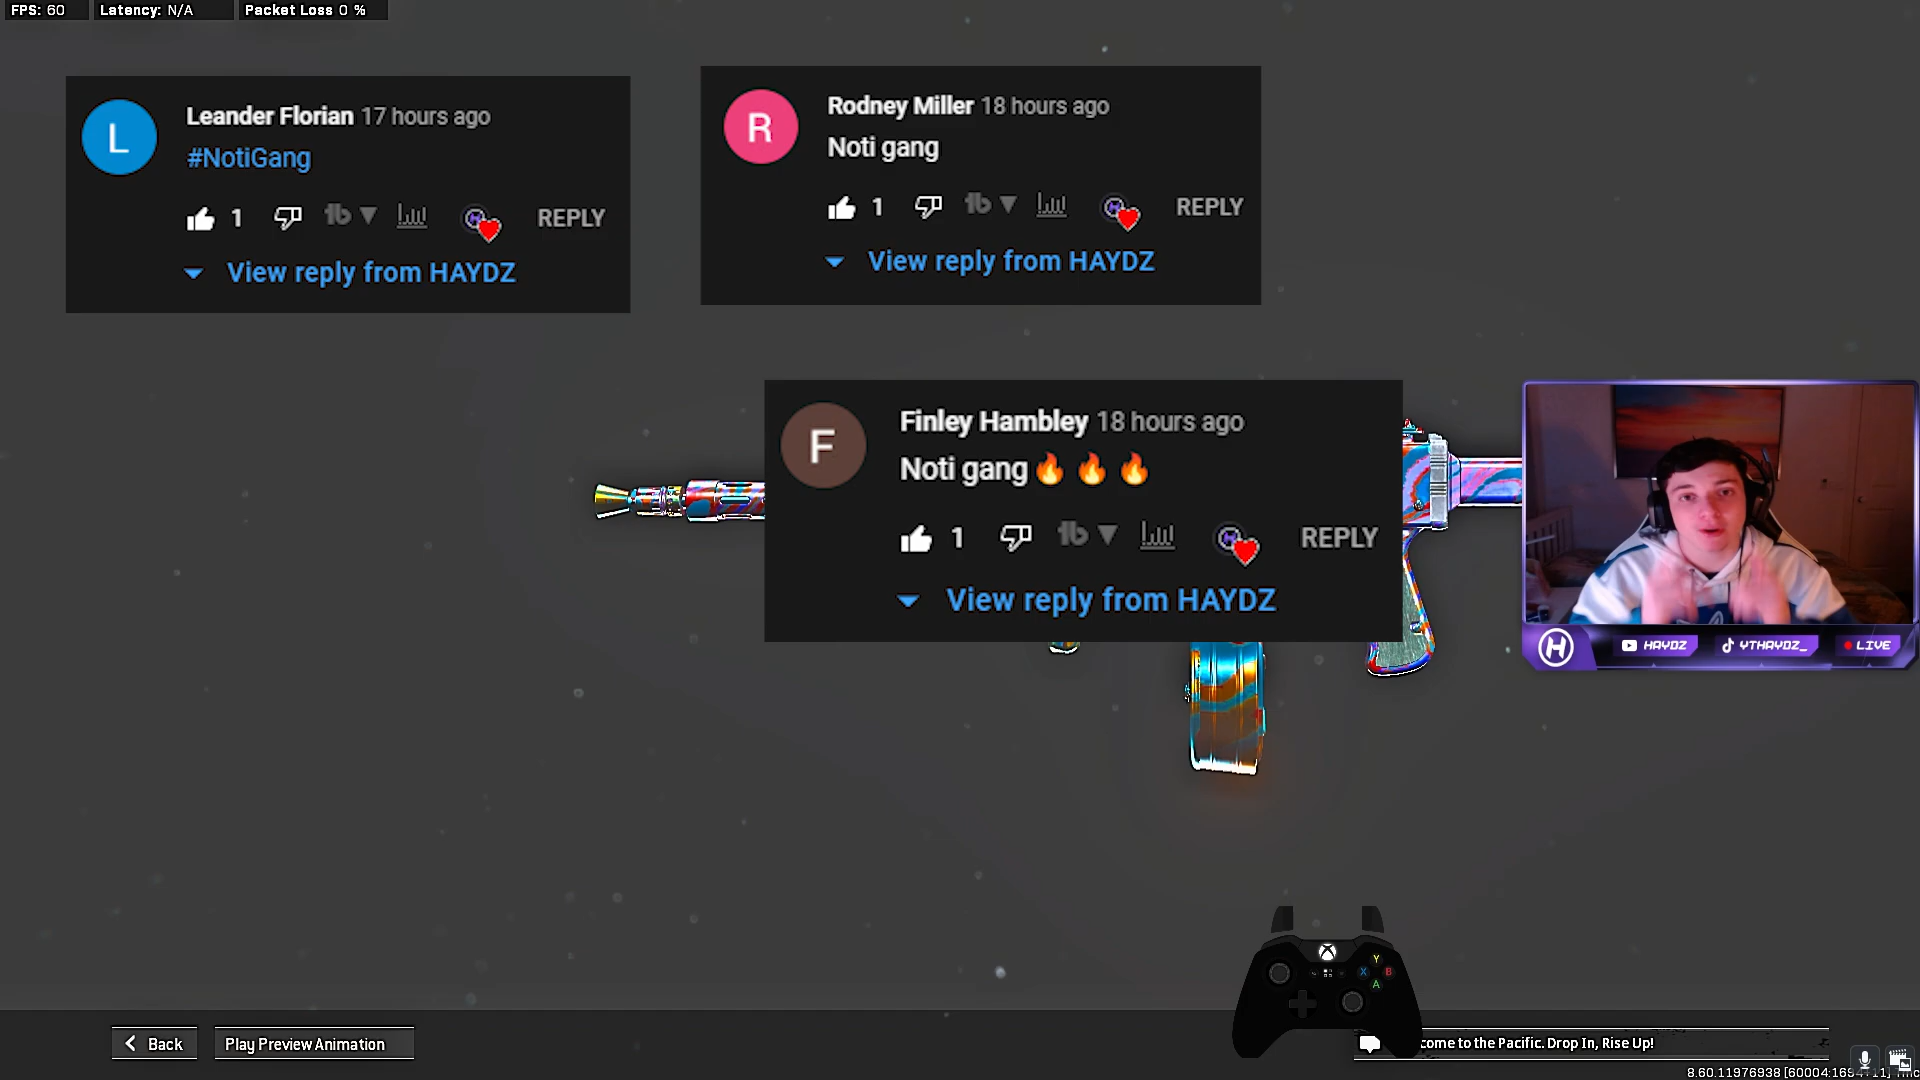 FPS: 60 Latency: N/A Packet Loss 0 %
L
Leander Florian 17 hours ago
#NotiGang
1 REPLY
View reply from HAYDZ
R
Rodney Miller 18 hours ago
Noti gang
1 REPLY
View reply from HAYDZ
F
Finley Hambley 18 hours ago
Noti gang🔥🔥🔥
1 REPLY
View reply from HAYDZ
H HAYDZ YTHAYDZ_ LIVE
Y
X B
A
Back Play Preview Animation
come to the Pacific. Drop In, Rise Up!